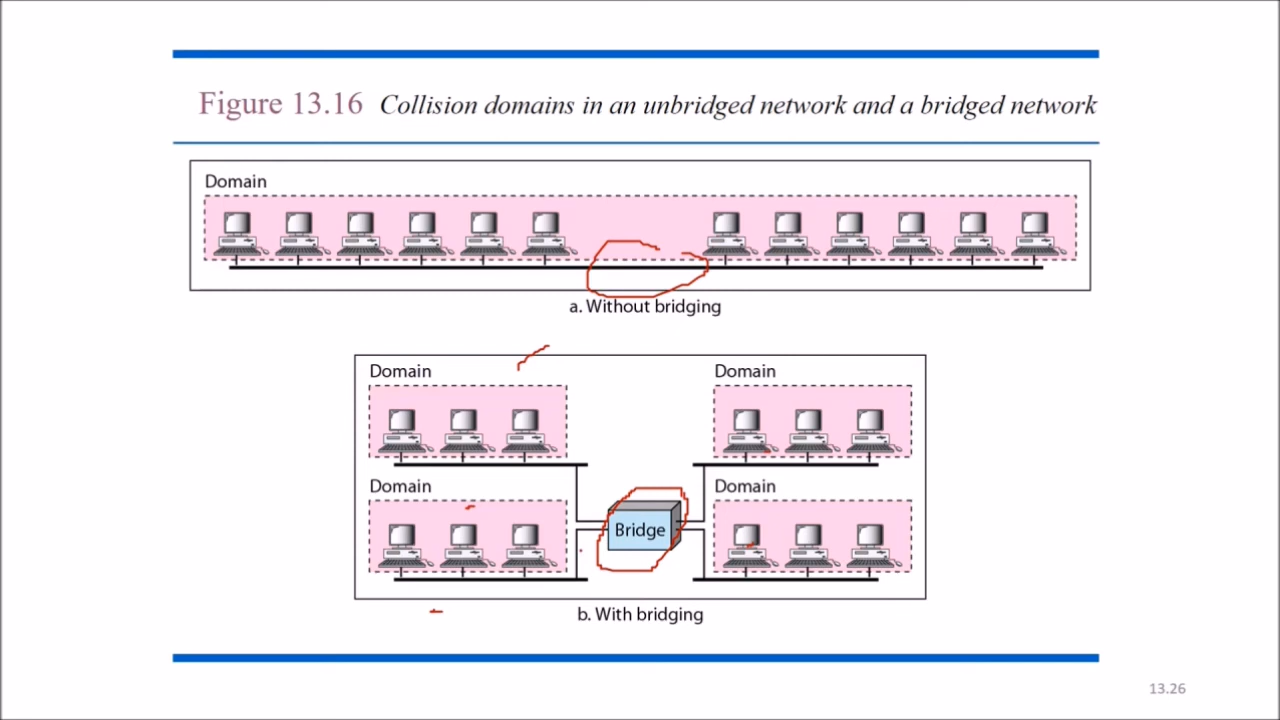 Figure 13.16 Collision domains in an unbridged network and a bridged network
Domain
a. Without bridging
Domain
Domain
Domain
Domain
Bridge
b. With bridging
13.26